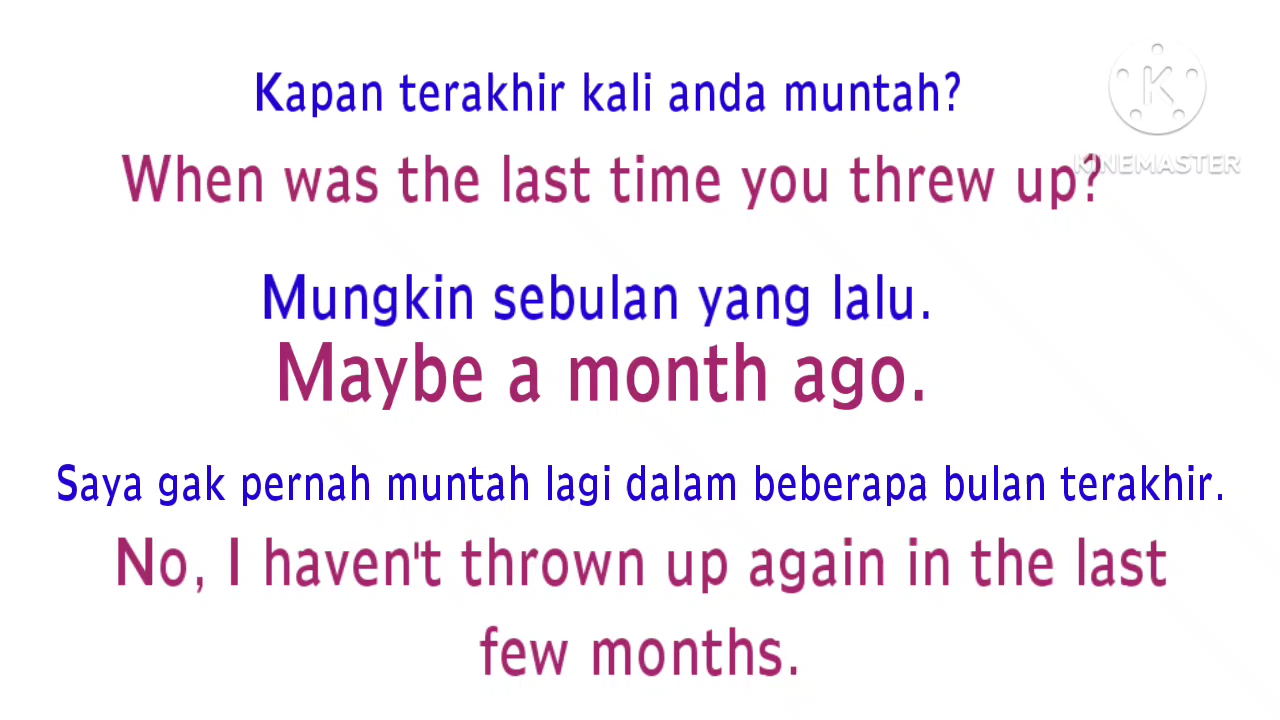 Kapan terakhir kali anda muntah?
When was the last time you threw up?
KINEMASTER
Mungkin sebulan yang lalu.
Maybe a month ago.
Saya gak pernah muntah lagi dalam beberapa bulan terakhir.
No, I haven't thrown up again in the last
few months.